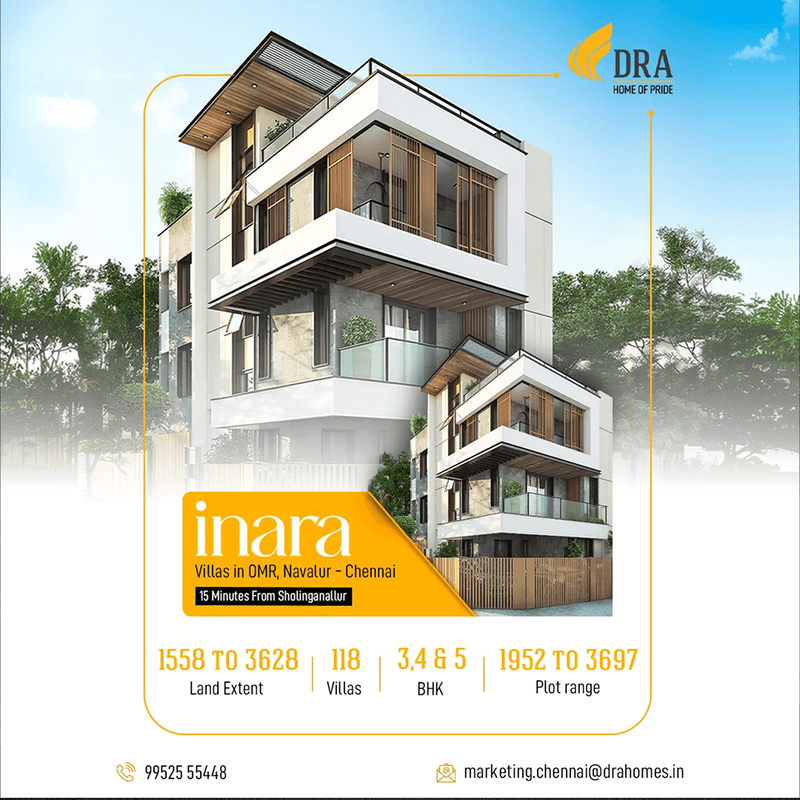 DRA
HOME OF PRIDE
inara
Villas in OMR, Navalur - Chennai
15 Minutes From Sholinganallur
1558 TO 3628
Land Extent
118
Villas
3,4 & 5
BHK
1952 TO 3697
Plot range
99525 55448
marketing.chennai@drahomes.in